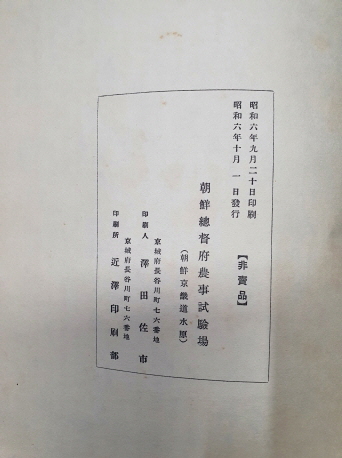 昭和六年九月二十日印刷
昭和六年十月一日發行
【非賣品】
朝鮮總督府農事試驗場
(朝鮮京畿道水原)
京城府長谷川町七六番地
印刷人 澤田佐市
京城府長谷川町七六番地
印刷所 近澤印刷部